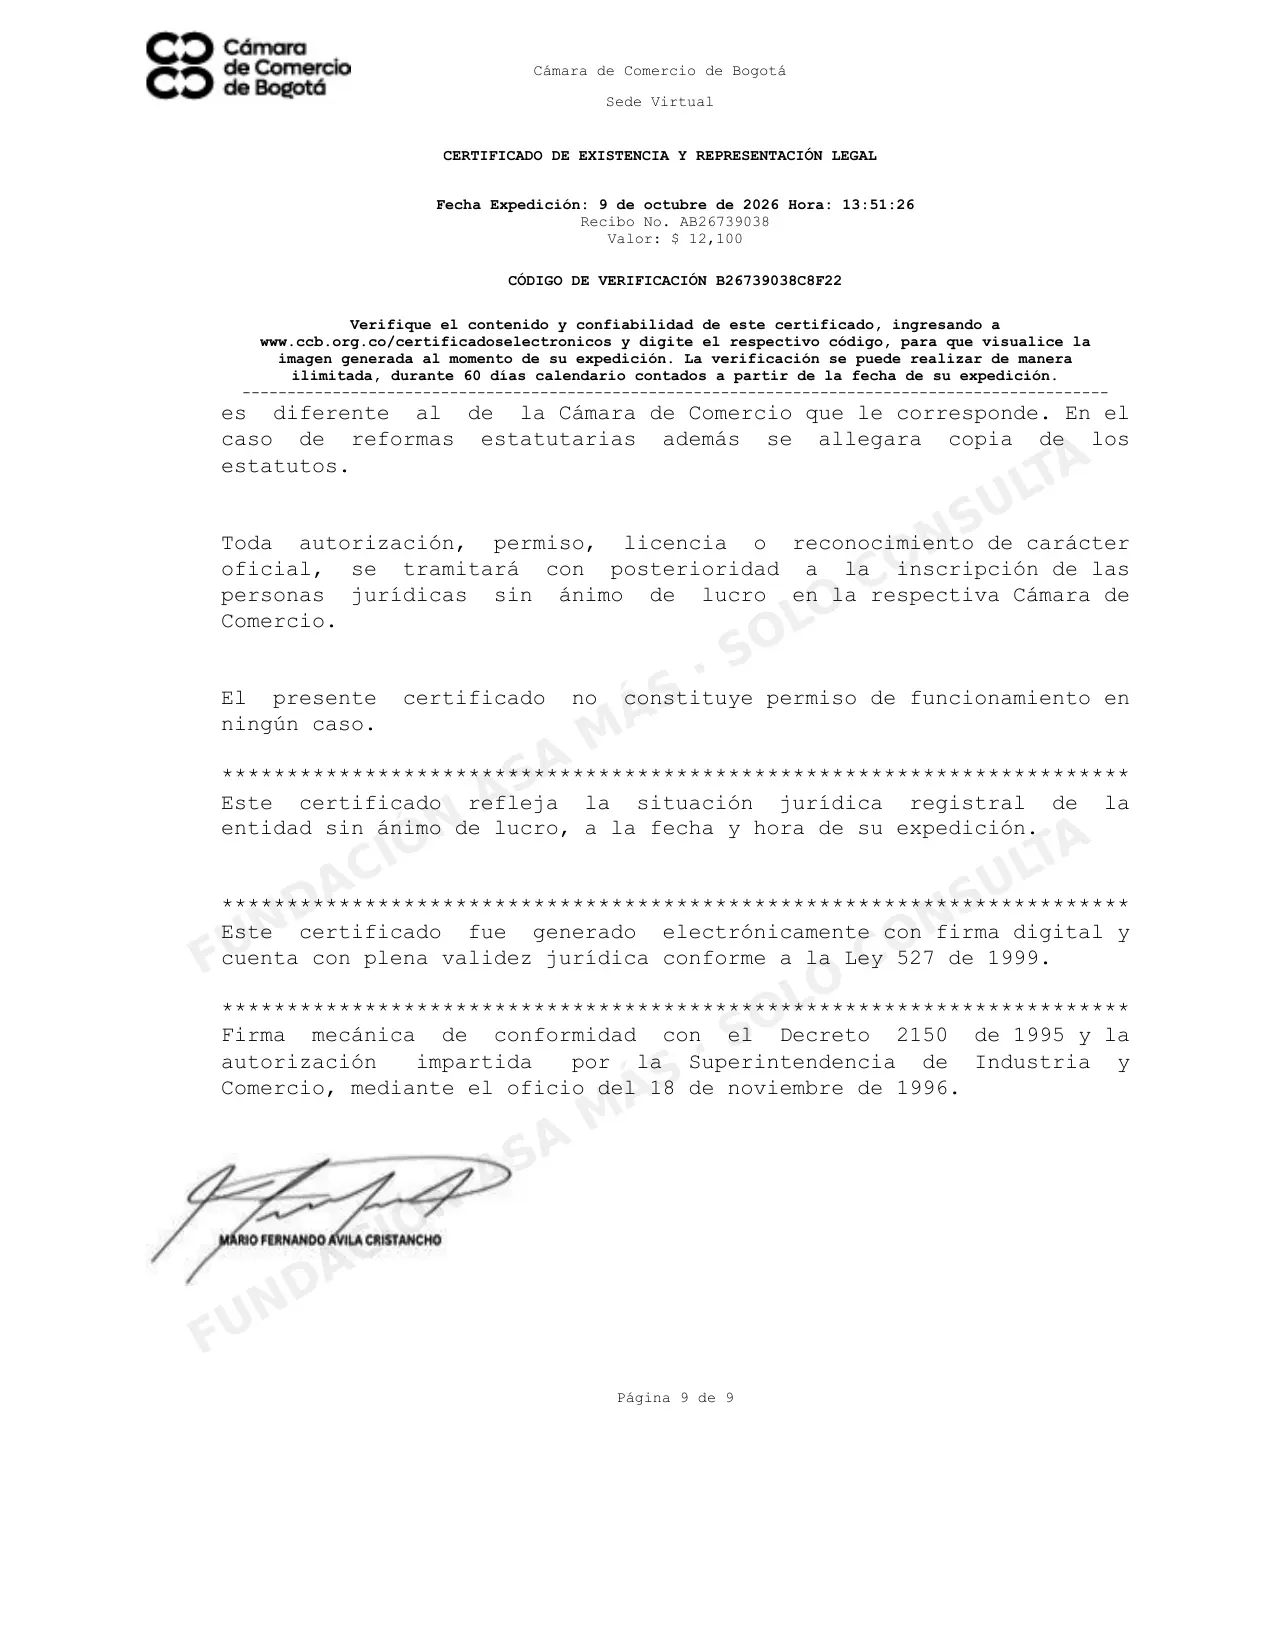 Cámara
de Comercio
de Bogotá
Cámara de Comercio de Bogotá
Sede Virtual
CERTIFICADO DE EXISTENCIA Y REPRESENTACIÓN LEGAL
Fecha Expedición: 9 de octubre de 2026 Hora: 13:51:26
Recibo No. AB26739038
Valor: $ 12,100
CÓDIGO DE VERIFICACIÓN B26739038C8F22
Verifique el contenido y confiabilidad de este certificado, ingresando a
www.ccb.org.co/certificadoselectronicos y digite el respectivo código, para que visualice la
imagen generada al momento de su expedición. La verificación se puede realizar de manera
ilimitada, durante 60 días calendario contados a partir de la fecha de su expedición.
------------------------------------------------------------------------------------------------
es diferente al de la Cámara de Comercio que le corresponde. En el
caso de reformas estatutarias además se allegara copia de los
estatutos.
Toda autorización, permiso, licencia o reconocimiento de carácter
oficial, se tramitará con posterioridad a la inscripción de las
personas jurídicas sin ánimo de lucro en la respectiva Cámara de
Comercio.
El presente certificado no constituye permiso de funcionamiento en
ningún caso.
**********************************************************************
Este certificado refleja la situación jurídica registral de la
entidad sin ánimo de lucro, a la fecha y hora de su expedición.
**********************************************************************
Este certificado fue generado electrónicamente con firma digital y
cuenta con plena validez jurídica conforme a la Ley 527 de 1999.
**********************************************************************
Firma mecánica de conformidad con el Decreto 2150 de 1995 y la
autorización impartida por la Superintendencia de Industria y
Comercio, mediante el oficio del 18 de noviembre de 1996.
MARIO FERNANDO AVILA CRISTANCHO
Página 9 de 9
FUNDACIÓN ASA MÁS · SOLO CONSULTA
FUNDACIÓN ASA MÁS · SOLO CONSULTA